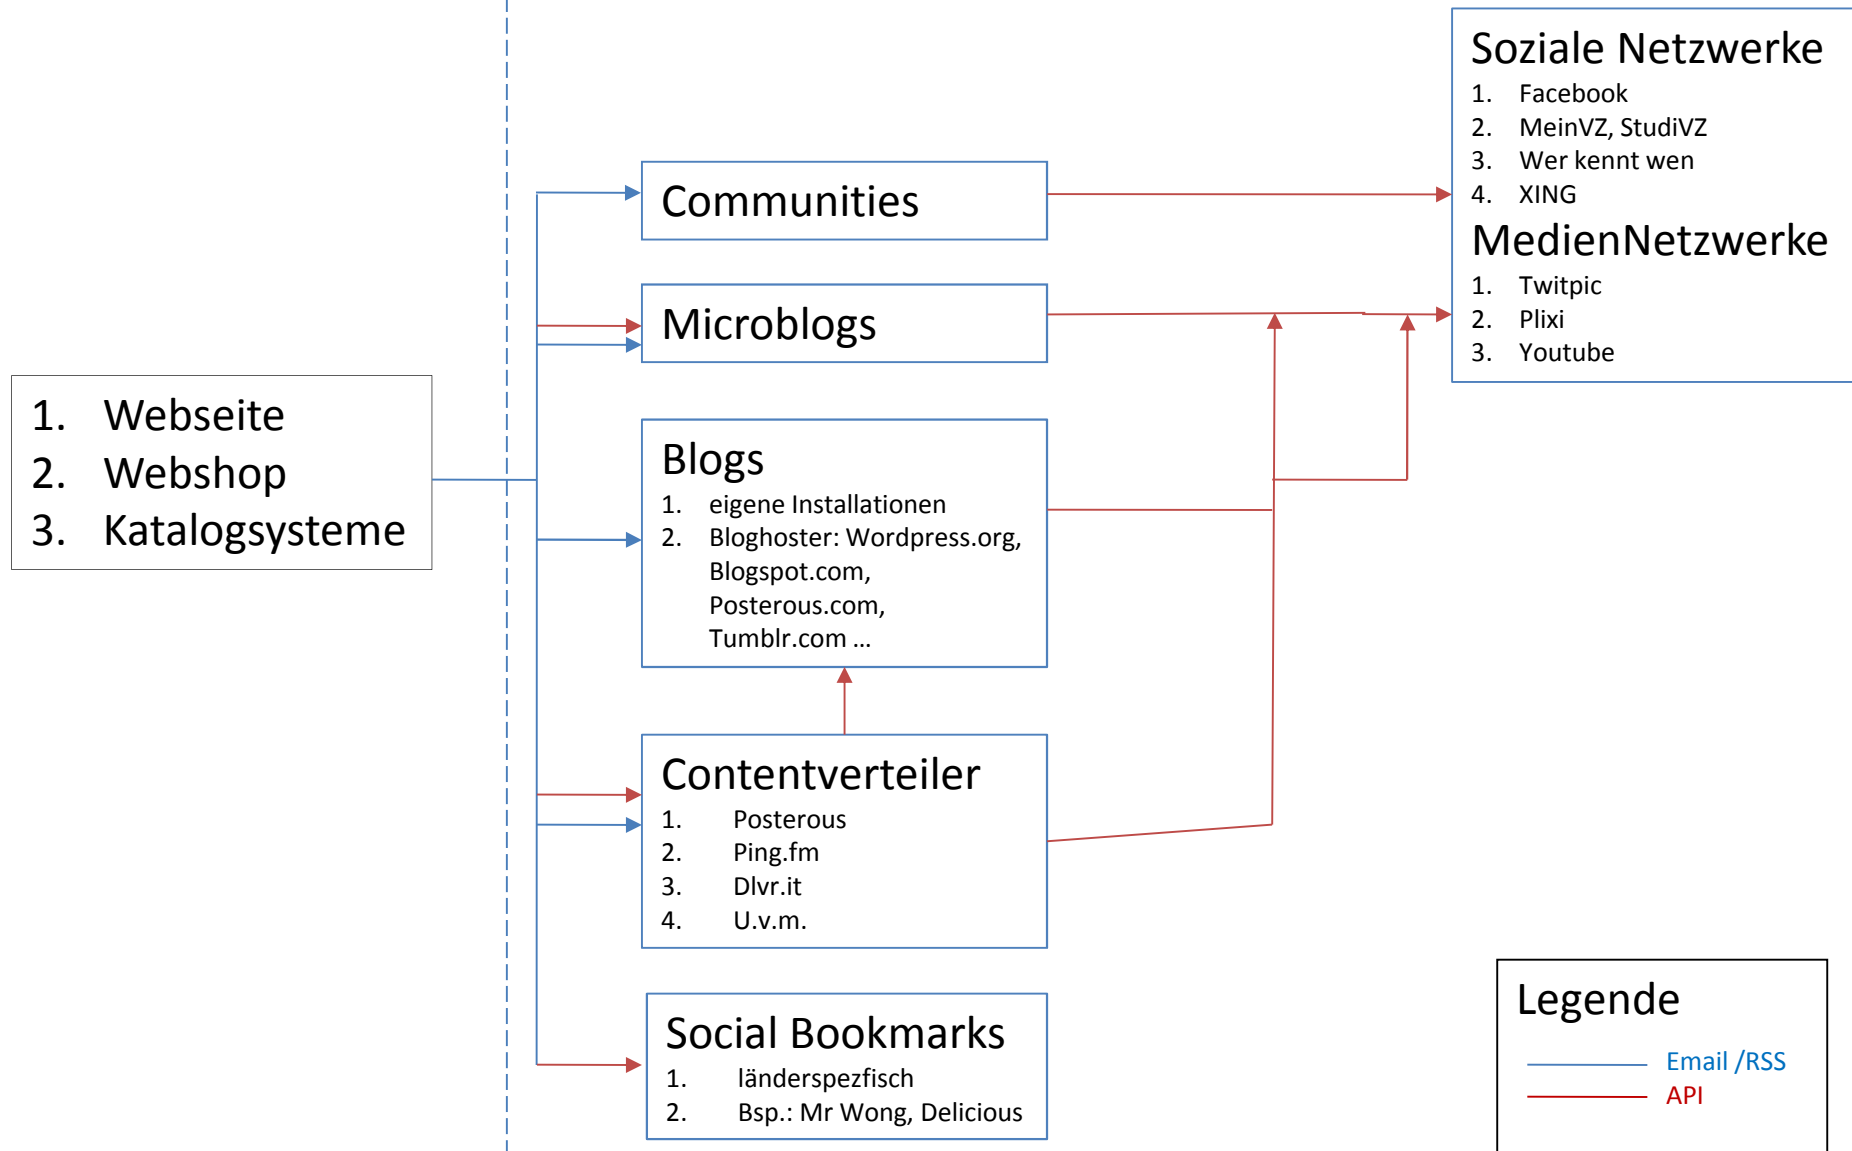 1. Webseite
2. Webshop
3. Katalogsysteme
Communities
Microblogs
Blogs
1. eigene Installationen
2. Bloghoster: Wordpress.org,
Blogspot.com,
Posterous.com,
Tumblr.com ...
Contentverteiler
1. Posterous
2. Ping.fm
3. Dlvr.it
4. U.v.m.
Social Bookmarks
1. länderspezfisch
2. Bsp.: Mr Wong, Delicious
Soziale Netzwerke
1. Facebook
2. MeinVZ, StudiVZ
3. Wer kennt wen
4. XING
MedienNetzwerke
1. Twitpic
2. Plixi
3. Youtube
Legende
Email /RSS
API